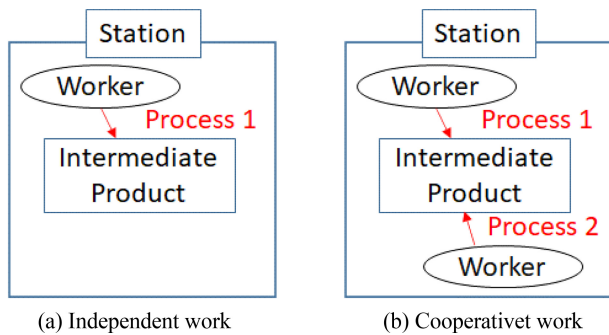 Station
Worker
Process 1
Intermediate
Product
(a) Independent work
Station
Worker
Process 1
Intermediate
Product
Process 2
Worker
(b) Cooperativet work